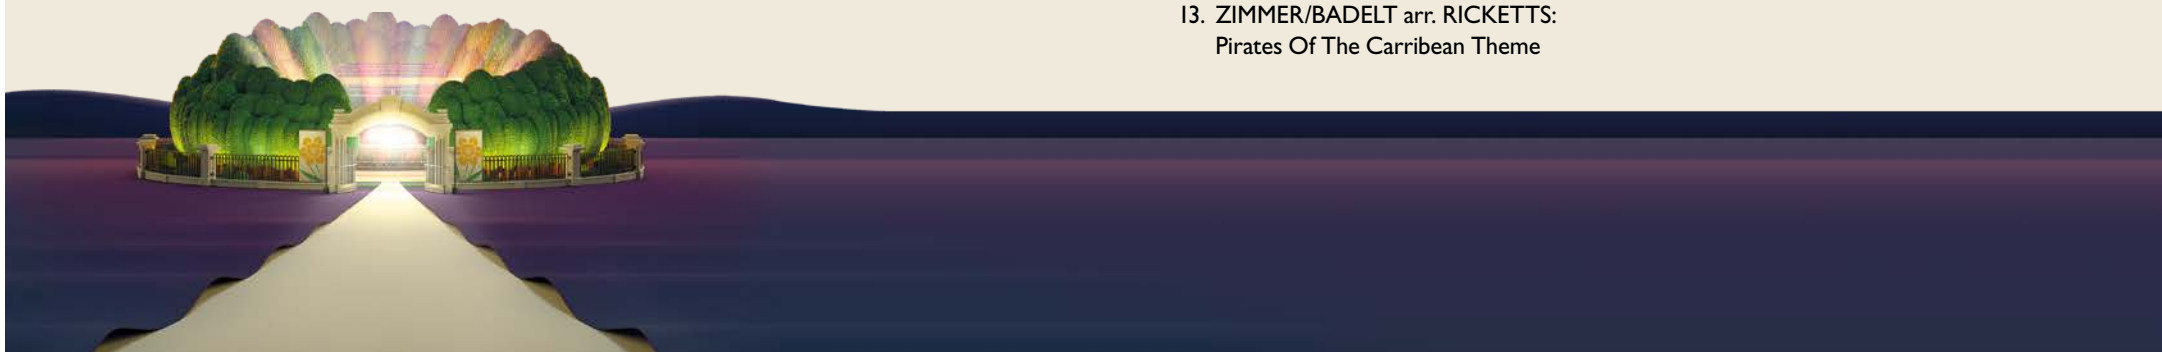 13. ZIMMER/BADELT arr. RICKETTS:
Pirates Of The Carribean Theme